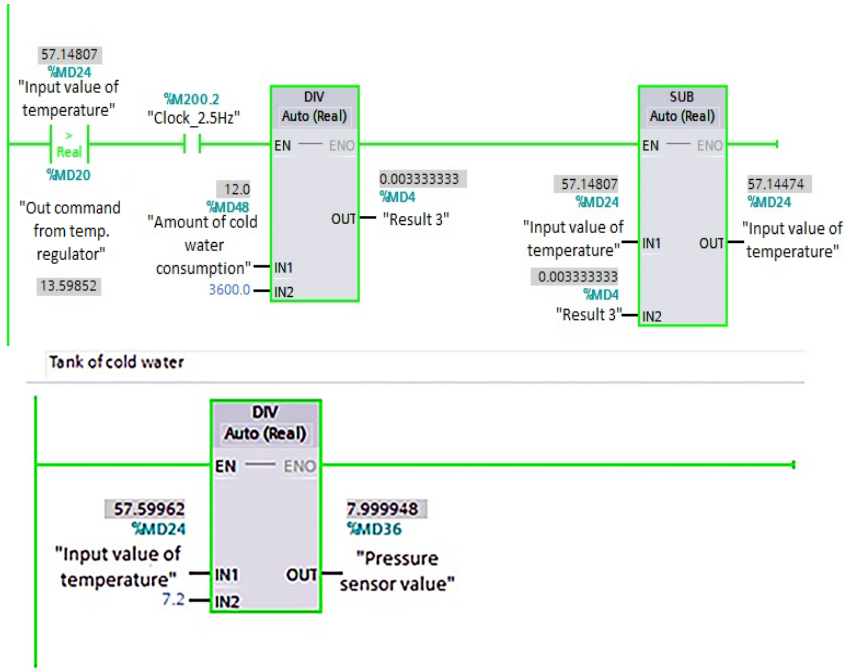 57.14807
%MD24
"Input value of
temperature"
>
Real
%MD20
"Out command
from temp.
regulator"
13.59852
%M200.2
"Clock_2.5Hz"
DIV
Auto (Real)
EN ENO
12.0
%MD48
"Amount of cold
water
consumption" IN1
3600.0 IN2
0.003333333
%MD4
OUT "Result 3"
SUB
Auto (Real)
EN ENO
57.14807
%MD24
"Input value of
temperature" IN1
0.003333333
%MD4
"Result 3" IN2
57.14474
%MD24
OUT "Input value of
temperature"
Tank of cold water
DIV
Auto (Real)
EN ENO
57.59962
%MD24
"Input value of
temperature" IN1
7.2 IN2
7.999948
%MD36
OUT "Pressure
sensor value"